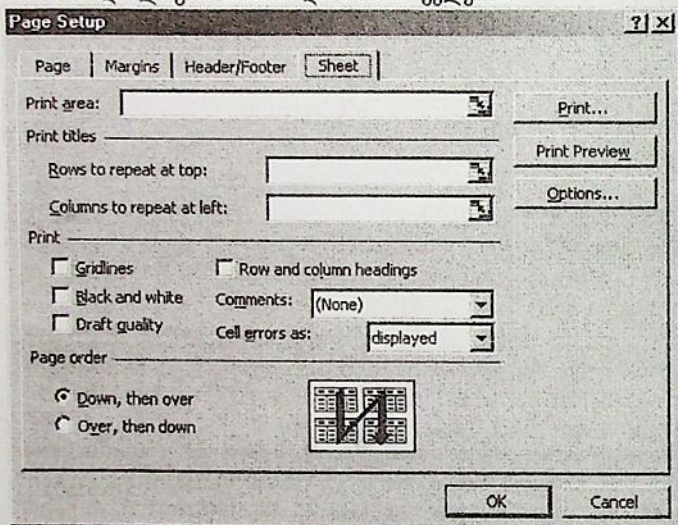 Page Setup
Page
Margins
Header/Footer
Sheet
Print area:
Print...
Print titles
Print Preview
Rows to repeat at top:
Options...
Columns to repeat at left:
Print
Gridlines
Row and column headings
Black and white
Comments:
(None)
Draft quality
Cell errors as:
displayed
Page order
Down, then over
Over, then down
OK
Cancel